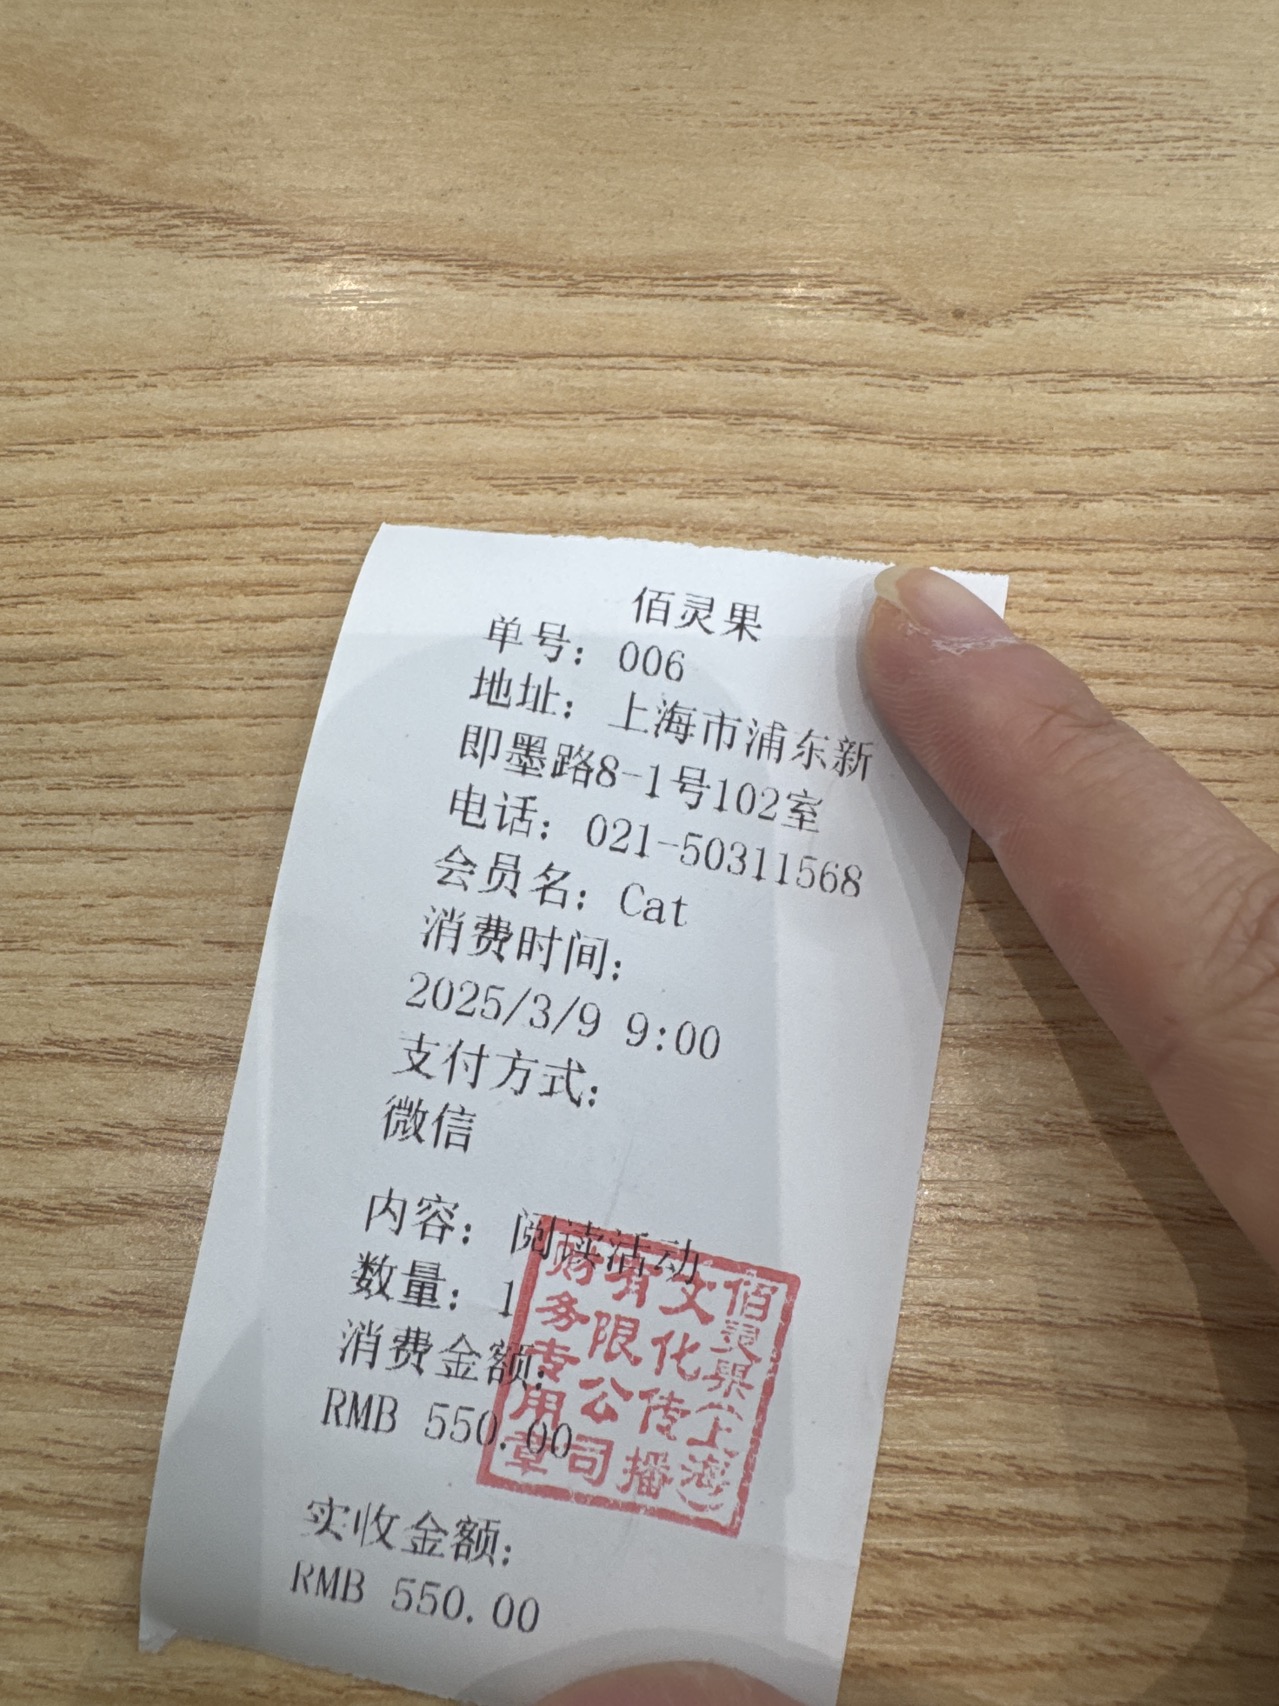 佰灵果
单号：006
地址：上海市浦东新
即墨路8-1号102室
电话：021-50311568
会员名：Cat
消费时间：
2025/3/9 9:00
支付方式：
微信
内容：阅读活动
数量：1
消费金额：
RMB 550.00
实收金额：
RMB 550.00
佰灵果(上海)
文化传播
有限公司
财务专用章